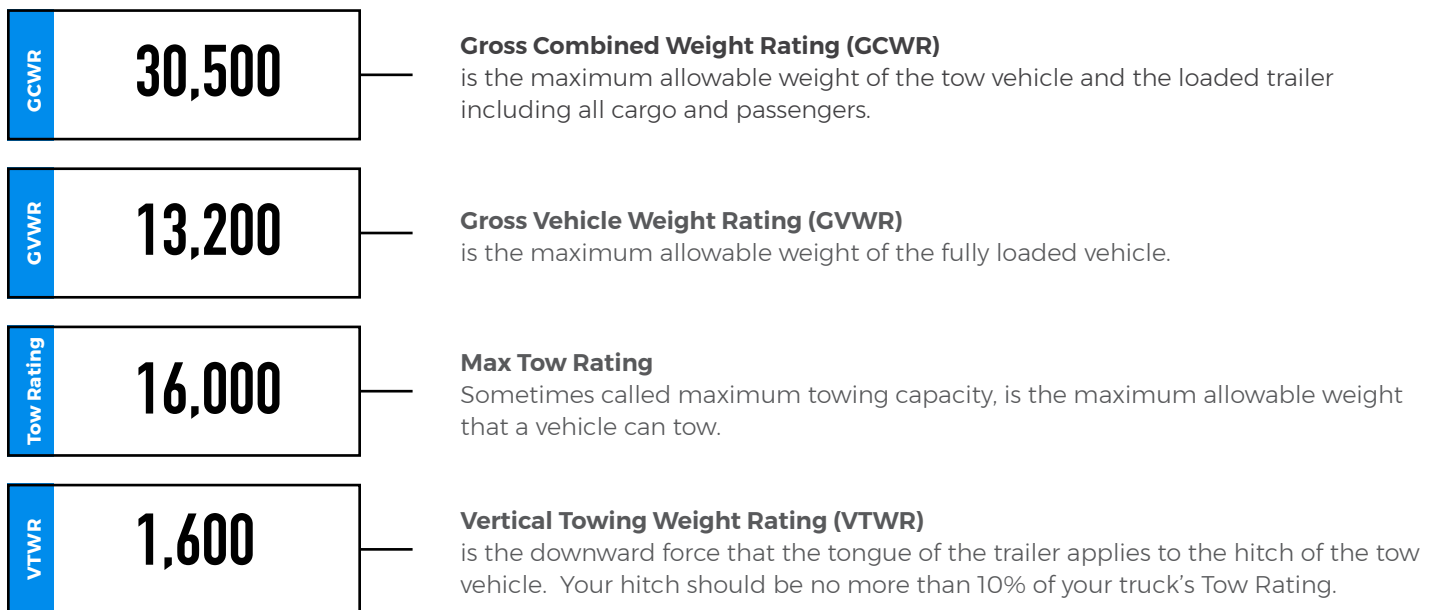 GCWR
30,500
Gross Combined Weight Rating (GCWR)
is the maximum allowable weight of the tow vehicle and the loaded trailer
including all cargo and passengers.
GVWR
13,200
Gross Vehicle Weight Rating (GVWR)
is the maximum allowable weight of the fully loaded vehicle.
Tow Rating
16,000
Max Tow Rating
Sometimes called maximum towing capacity, is the maximum allowable weight
that a vehicle can tow.
VTWR
1,600
Vertical Towing Weight Rating (VTWR)
is the downward force that the tongue of the trailer applies to the hitch of the tow
vehicle.  Your hitch should be no more than 10% of your truck's Tow Rating.